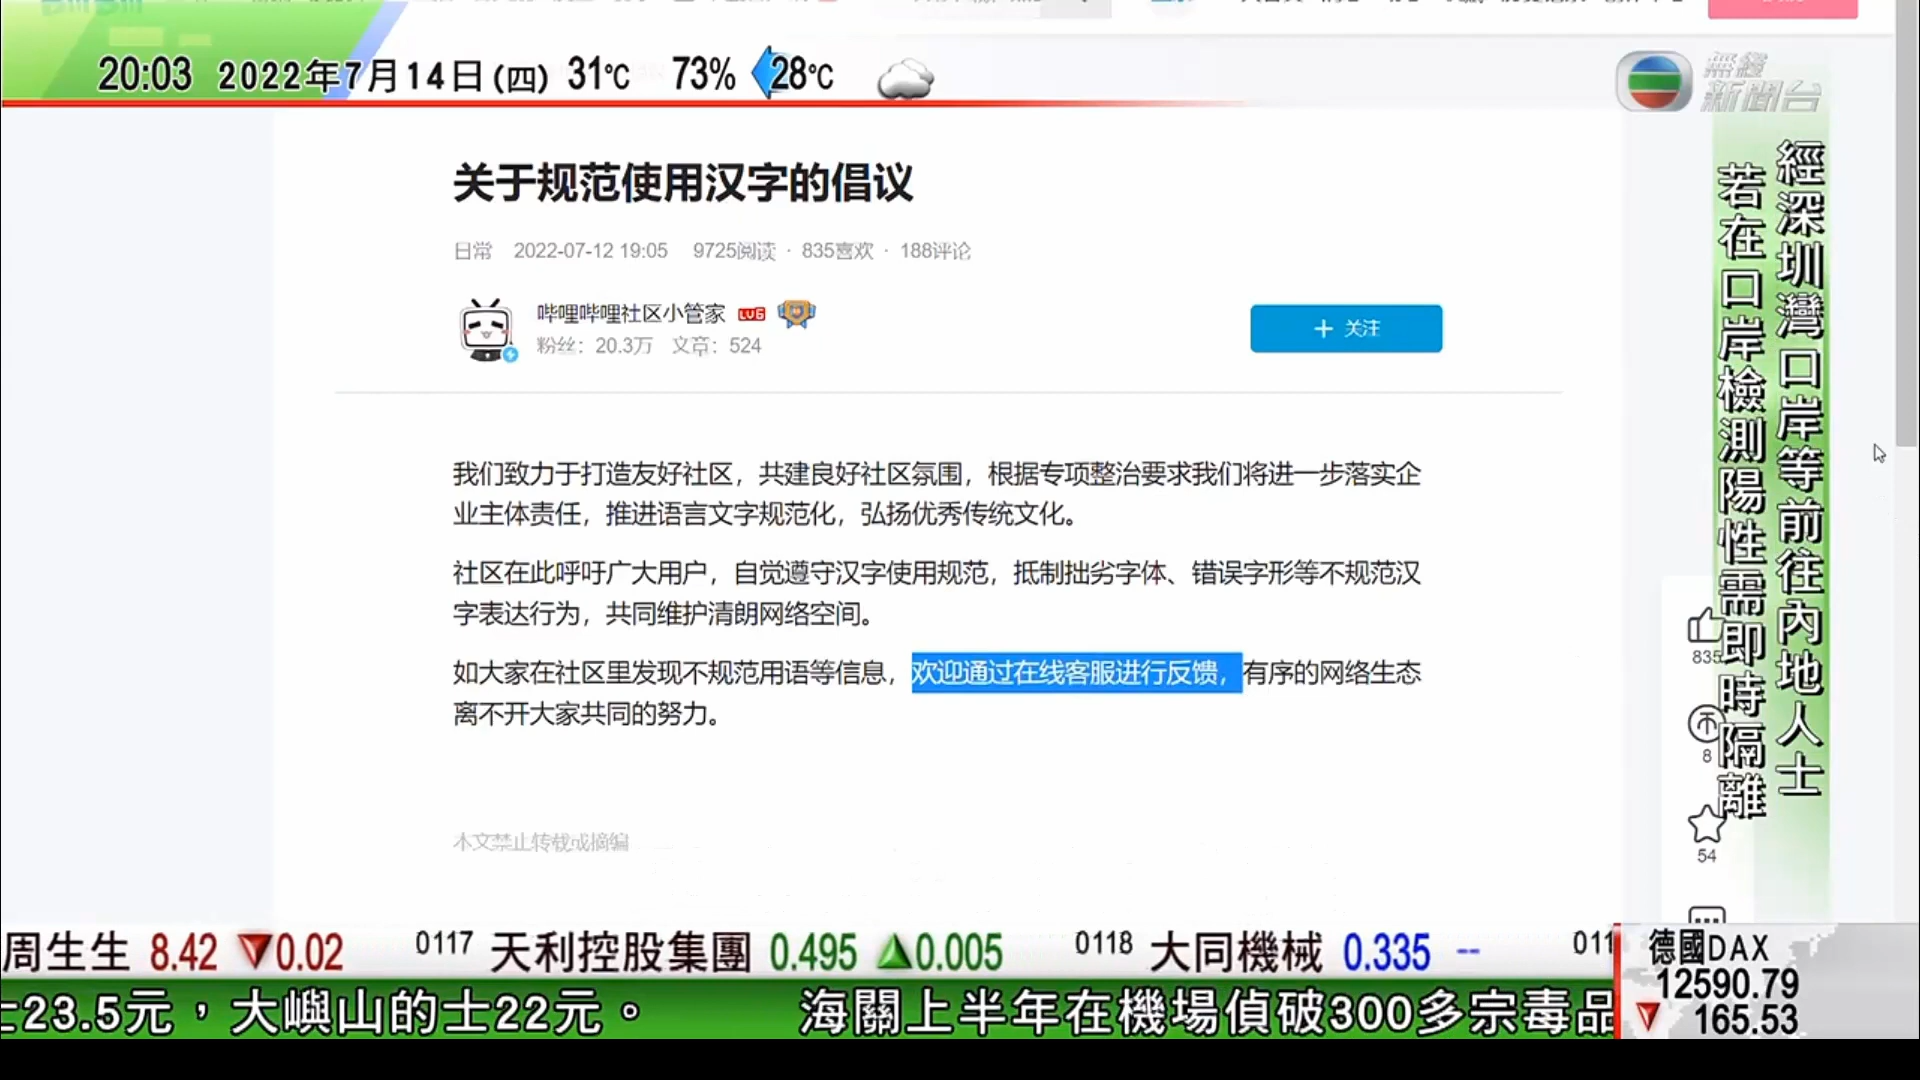 20:03 2022年7月14日(四) 31℃ 73% 28℃
無綫
新聞台
关于规范使用汉字的倡议
日常 2022-07-12 19:05 9725阅读 · 835喜欢 · 188评论
哔哩哔哩社区小管家 LV6
粉丝：20.3万 文章：524
+ 关注
我们致力于打造友好社区，共建良好社区氛围，根据专项整治要求我们将进一步落实企
业主体责任，推进语言文字规范化，弘扬优秀传统文化。
社区在此呼吁广大用户，自觉遵守汉字使用规范，抵制拙劣字体、错误字形等不规范汉
字表达行为，共同维护清朗网络空间。
如大家在社区里发现不规范用语等信息，欢迎通过在线客服进行反馈，有序的网络生态
离不开大家共同的努力。
本文禁止转载或摘编
經深圳灣口岸等前往內地人士
若在口岸檢測陽性需即時隔離
835
8
54
周生生 8.42 ▼0.02 0117 天利控股集團 0.495 ▲0.005 0118 大同機械 0.335 -- 011
23.5元，大嶼山的士22元。 海關上半年在機場偵破300多宗毒品
德國DAX
12590.79
▼ 165.53